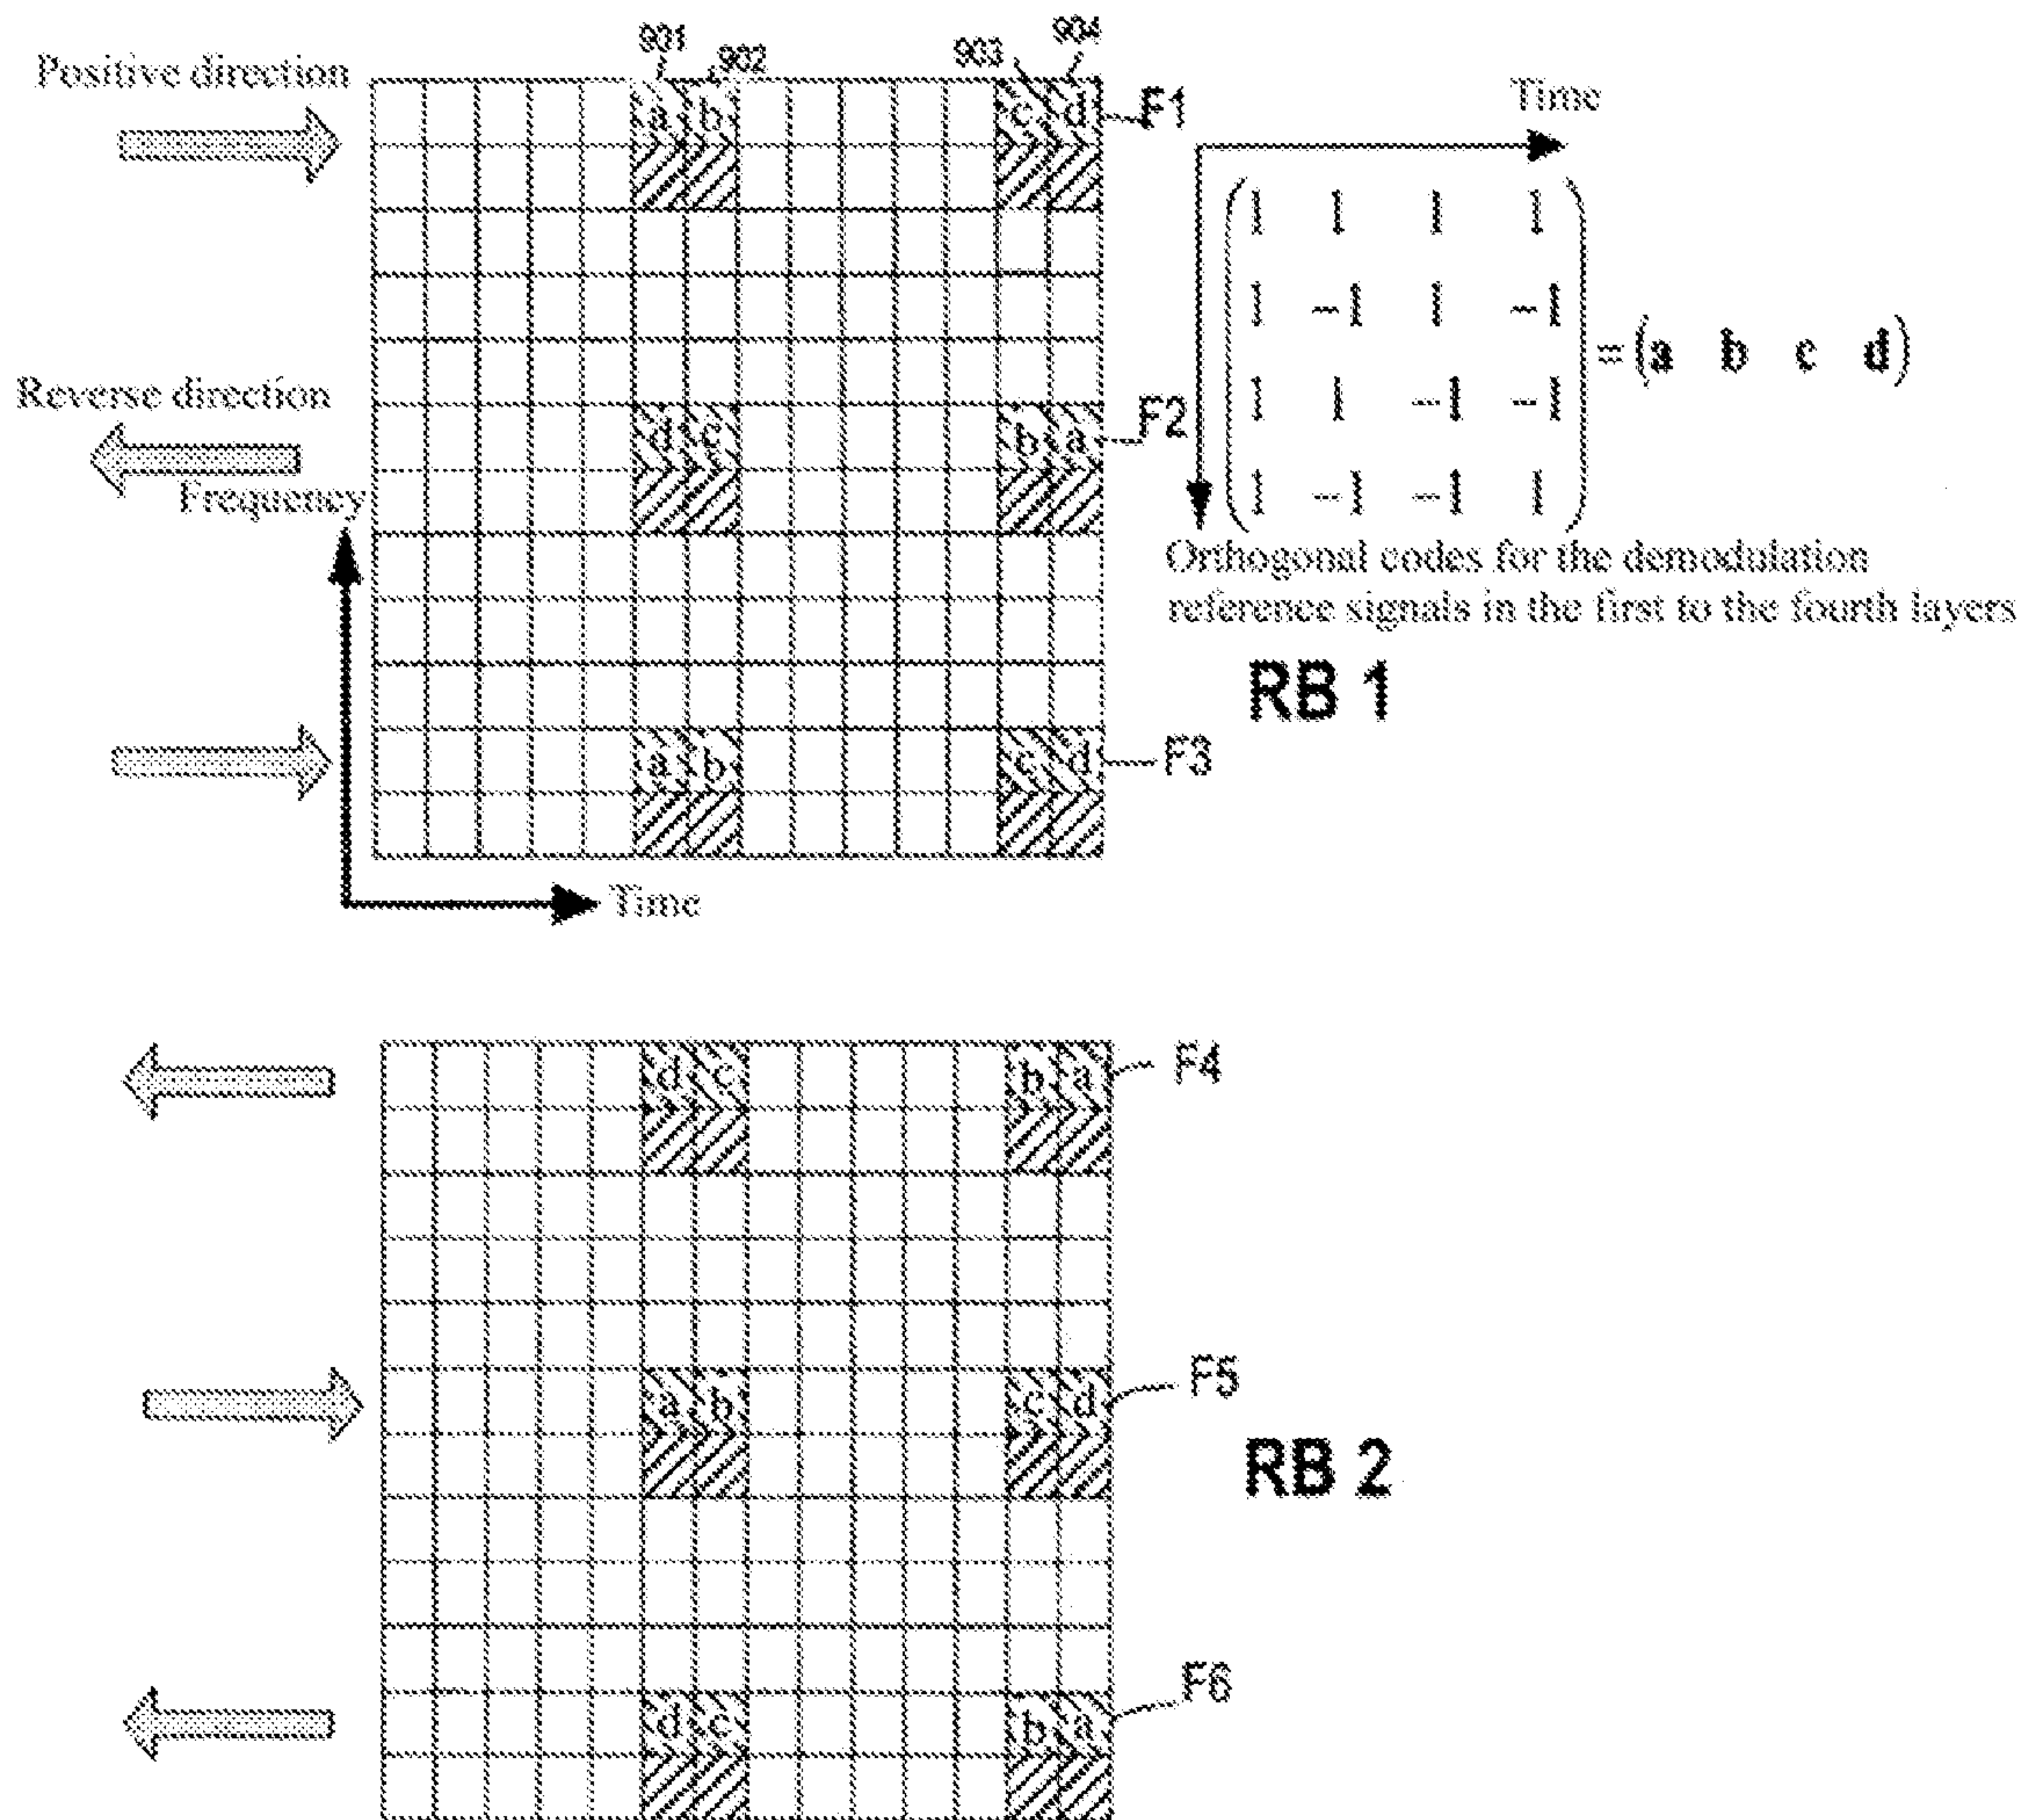 901
902
903
904
Positive direction
a b c d
F1
Time
1 1 1 1
1 -1 1 -1
1 1 -1 -1
1 -1 -1 1
= (a b c d)
Reverse direction
d c b a
F2
Frequency
Orthogonal codes for the demodulation
reference signals in the first to the fourth layers
RB 1
a b c d
F3
Time
d c b a
F4
a b c d
F5
RB 2
d c b a
F6